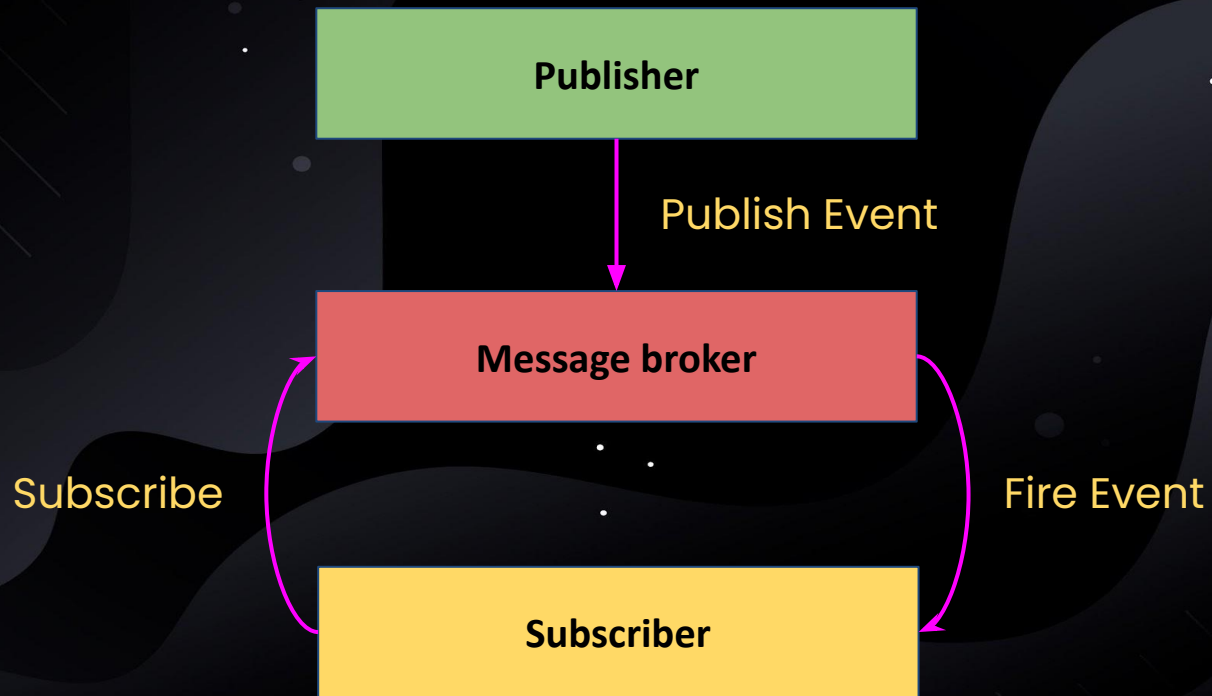 Publisher
Publish Event
Message broker
Subscribe
Fire Event
Subscriber